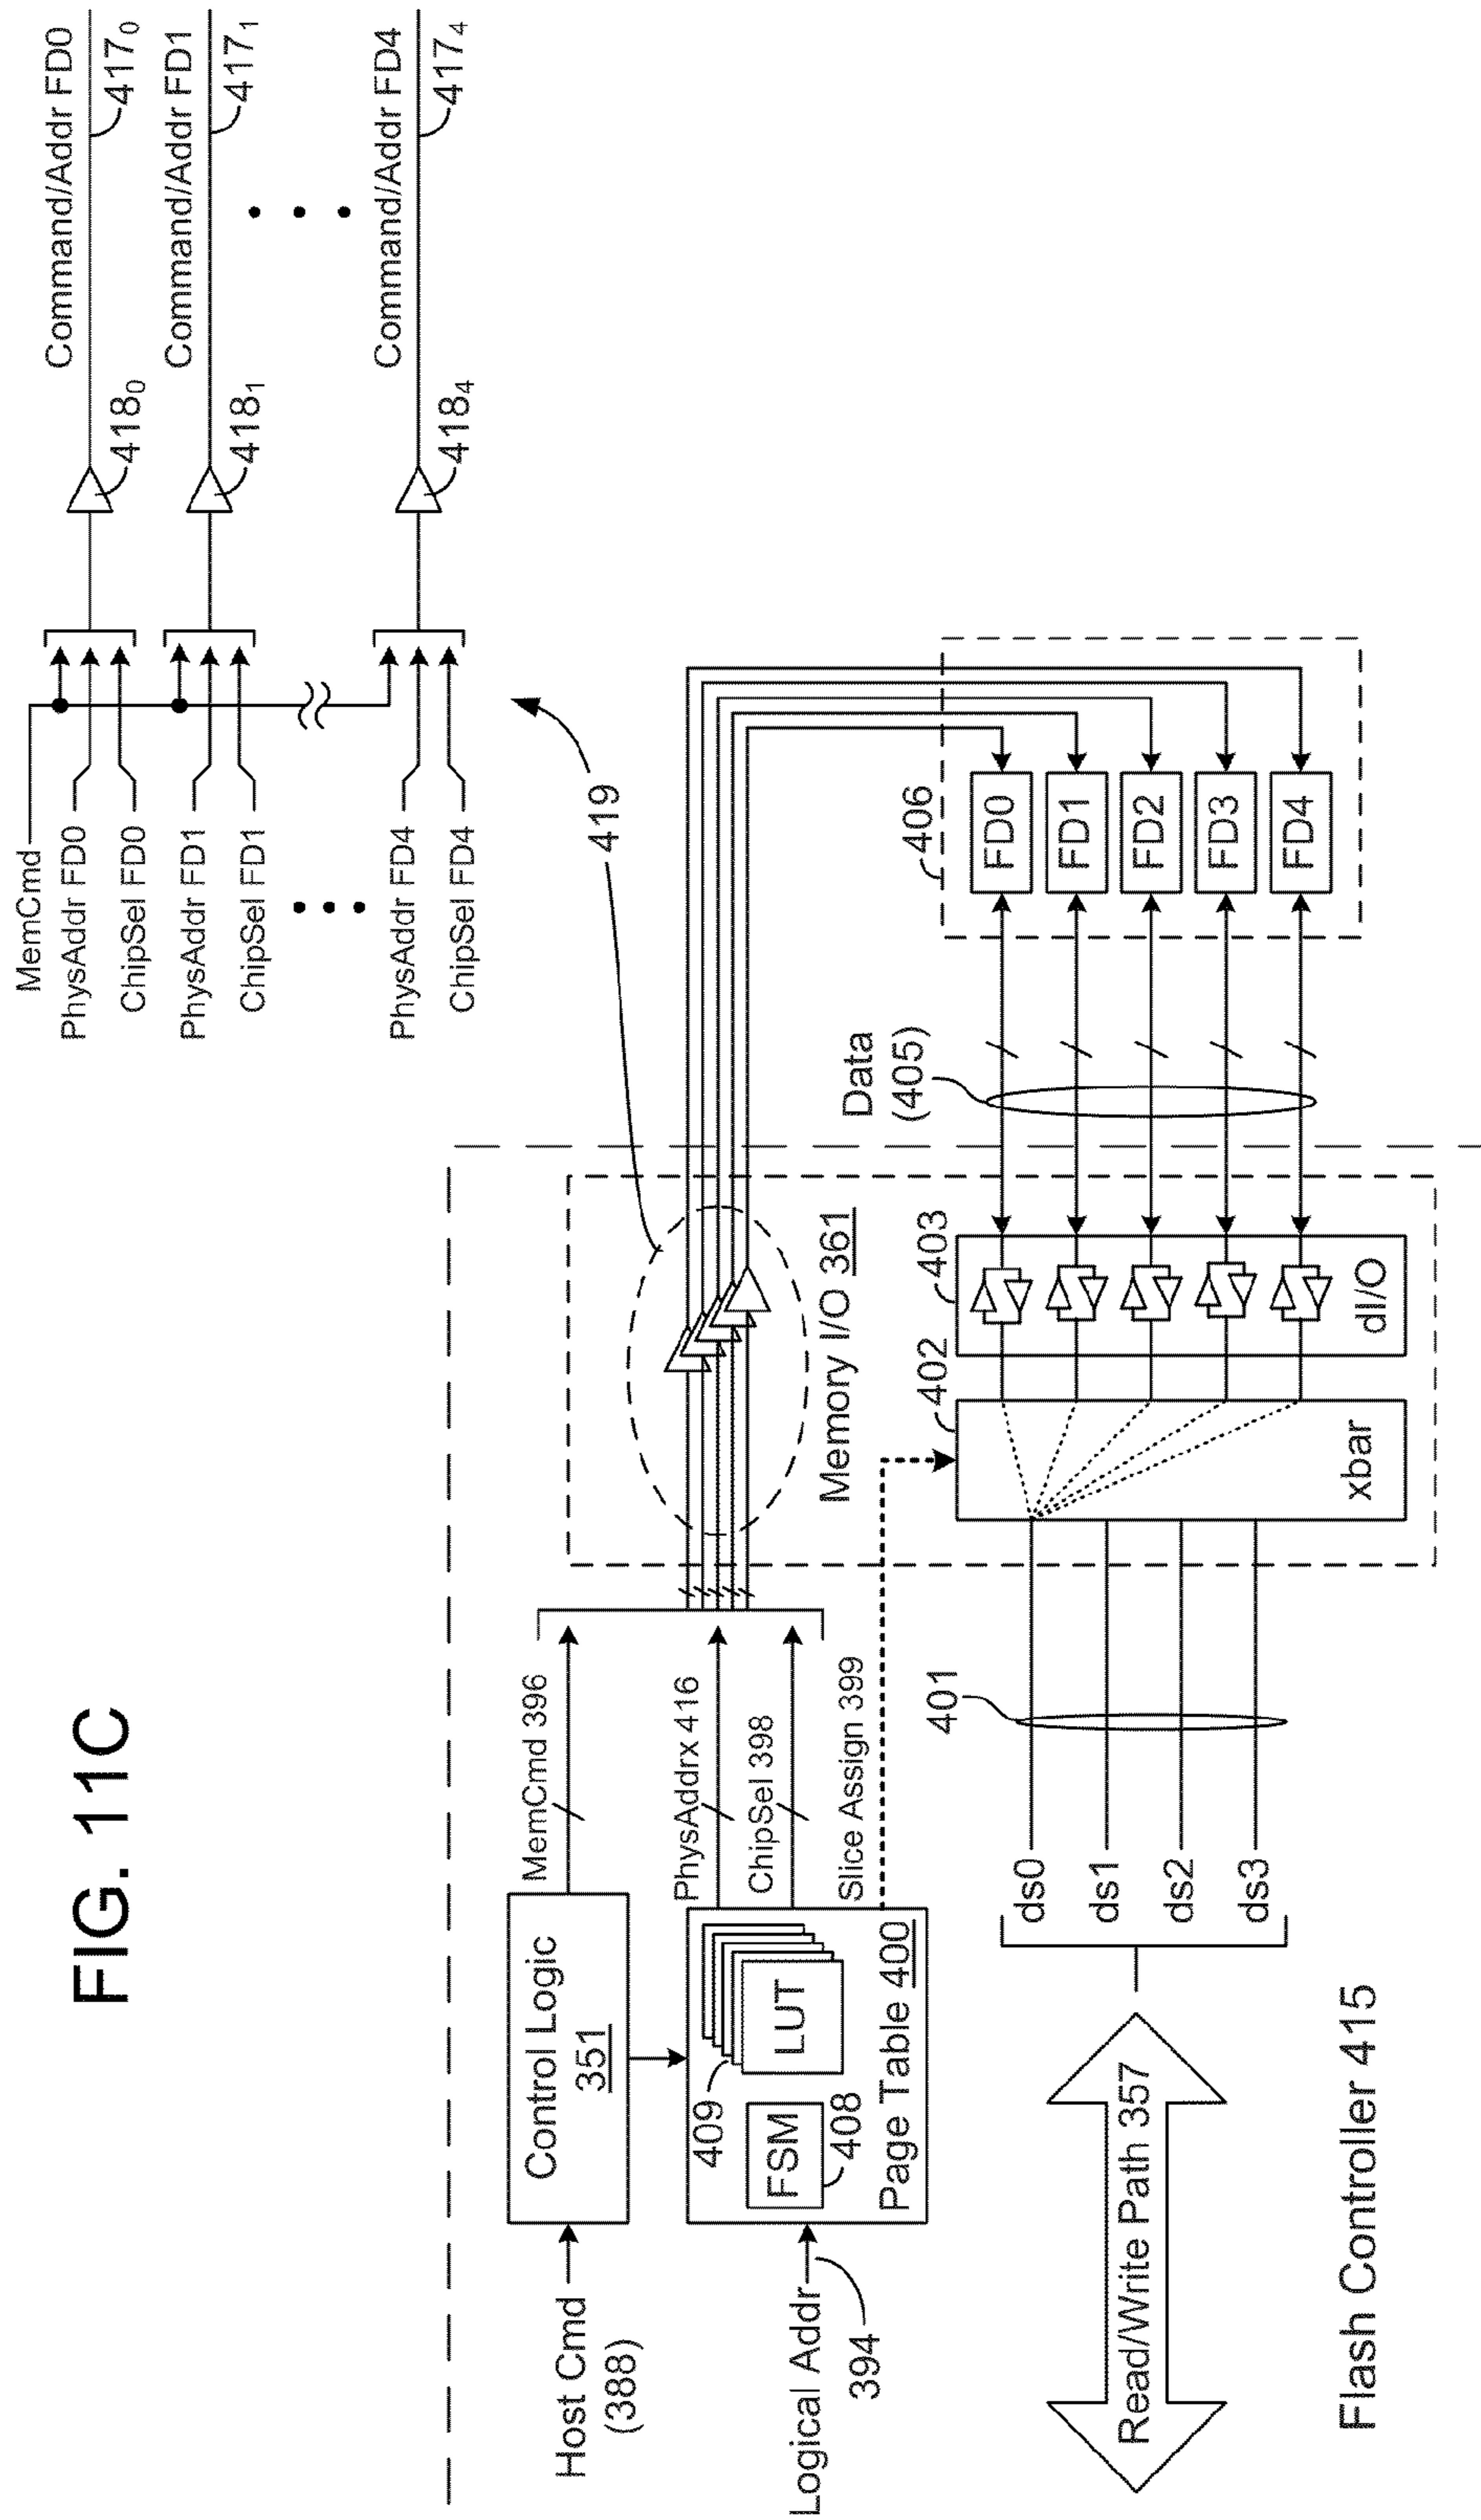 FIG. 11C
MemCmd
PhysAddr FD0
ChipSel FD0
PhysAddr FD1
ChipSel FD1
PhysAddr FD4
ChipSel FD4
418₀
418₁
418₄
Command/Addr FD0
417₀
Command/Addr FD1
417₁
Command/Addr FD4
417₄
419
Host Cmd
(388)
Control Logic
351
MemCmd 396
Logical Addr
394
FSM
408
409
LUT
Page Table 400
PhysAddrx 416
ChipSel 398
Slice Assign 399
Memory I/O 361
Read/Write Path 357
ds0
ds1
ds2
ds3
401
402
xbar
403
dI/O
Data
(405)
406
FD0
FD1
FD2
FD3
FD4
Flash Controller 415